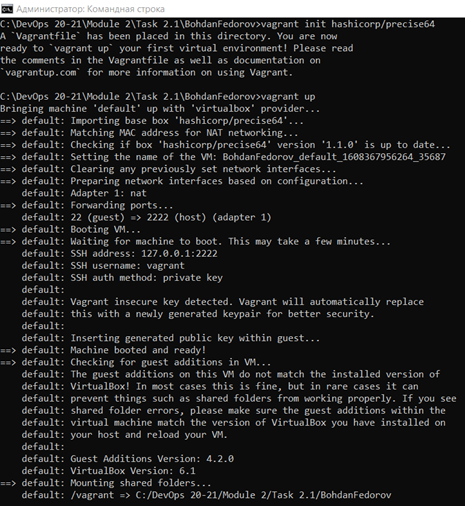 Администратор: Командная строка
C:\DevOps 20-21\Module 2\Task 2.1\BohdanFedorov>vagrant init hashicorp/precise64
A `Vagrantfile` has been placed in this directory. You are now
ready to `vagrant up` your first virtual environment! Please read
the comments in the Vagrantfile as well as documentation on
`vagrantup.com` for more information on using Vagrant.
C:\DevOps 20-21\Module 2\Task 2.1\BohdanFedorov>vagrant up
Bringing machine 'default' up with 'virtualbox' provider...
==> default: Importing base box 'hashicorp/precise64'...
==> default: Matching MAC address for NAT networking...
==> default: Checking if box 'hashicorp/precise64' version '1.1.0' is up to date...
==> default: Setting the name of the VM: BohdanFedorov_default_1608367956264_35687
==> default: Clearing any previously set network interfaces...
==> default: Preparing network interfaces based on configuration...
default: Adapter 1: nat
==> default: Forwarding ports...
default: 22 (guest) => 2222 (host) (adapter 1)
==> default: Booting VM...
==> default: Waiting for machine to boot. This may take a few minutes...
default: SSH address: 127.0.0.1:2222
default: SSH username: vagrant
default: SSH auth method: private key
default:
default: Vagrant insecure key detected. Vagrant will automatically replace
default: this with a newly generated keypair for better security.
default:
default: Inserting generated public key within guest...
==> default: Machine booted and ready!
==> default: Checking for guest additions in VM...
default: The guest additions on this VM do not match the installed version of
default: VirtualBox! In most cases this is fine, but in rare cases it can
default: prevent things such as shared folders from working properly. If you see
default: shared folder errors, please make sure the guest additions within the
default: virtual machine match the version of VirtualBox you have installed on
default: your host and reload your VM.
default:
default: Guest Additions Version: 4.2.0
default: VirtualBox Version: 6.1
==> default: Mounting shared folders...
default: /vagrant => C:/DevOps 20-21/Module 2/Task 2.1/BohdanFedorov